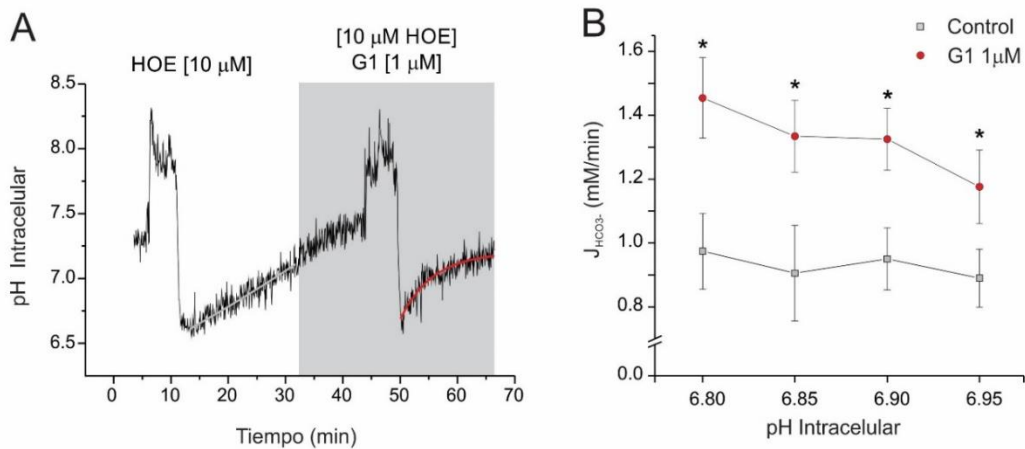 A
HOE [10 μM]
[10 μM HOE]
G1 [1 μM]
8.5
8.0
7.5
7.0
6.5
pH Intracelular
0 10 20 30 40 50 60 70
Tiempo (min)
B
Control
G1 1μM
1.6
1.4
1.2
1.0
0.8
0.0
J HCO3- (mM/min)
* * * *
6.80 6.85 6.90 6.95
pH Intracelular